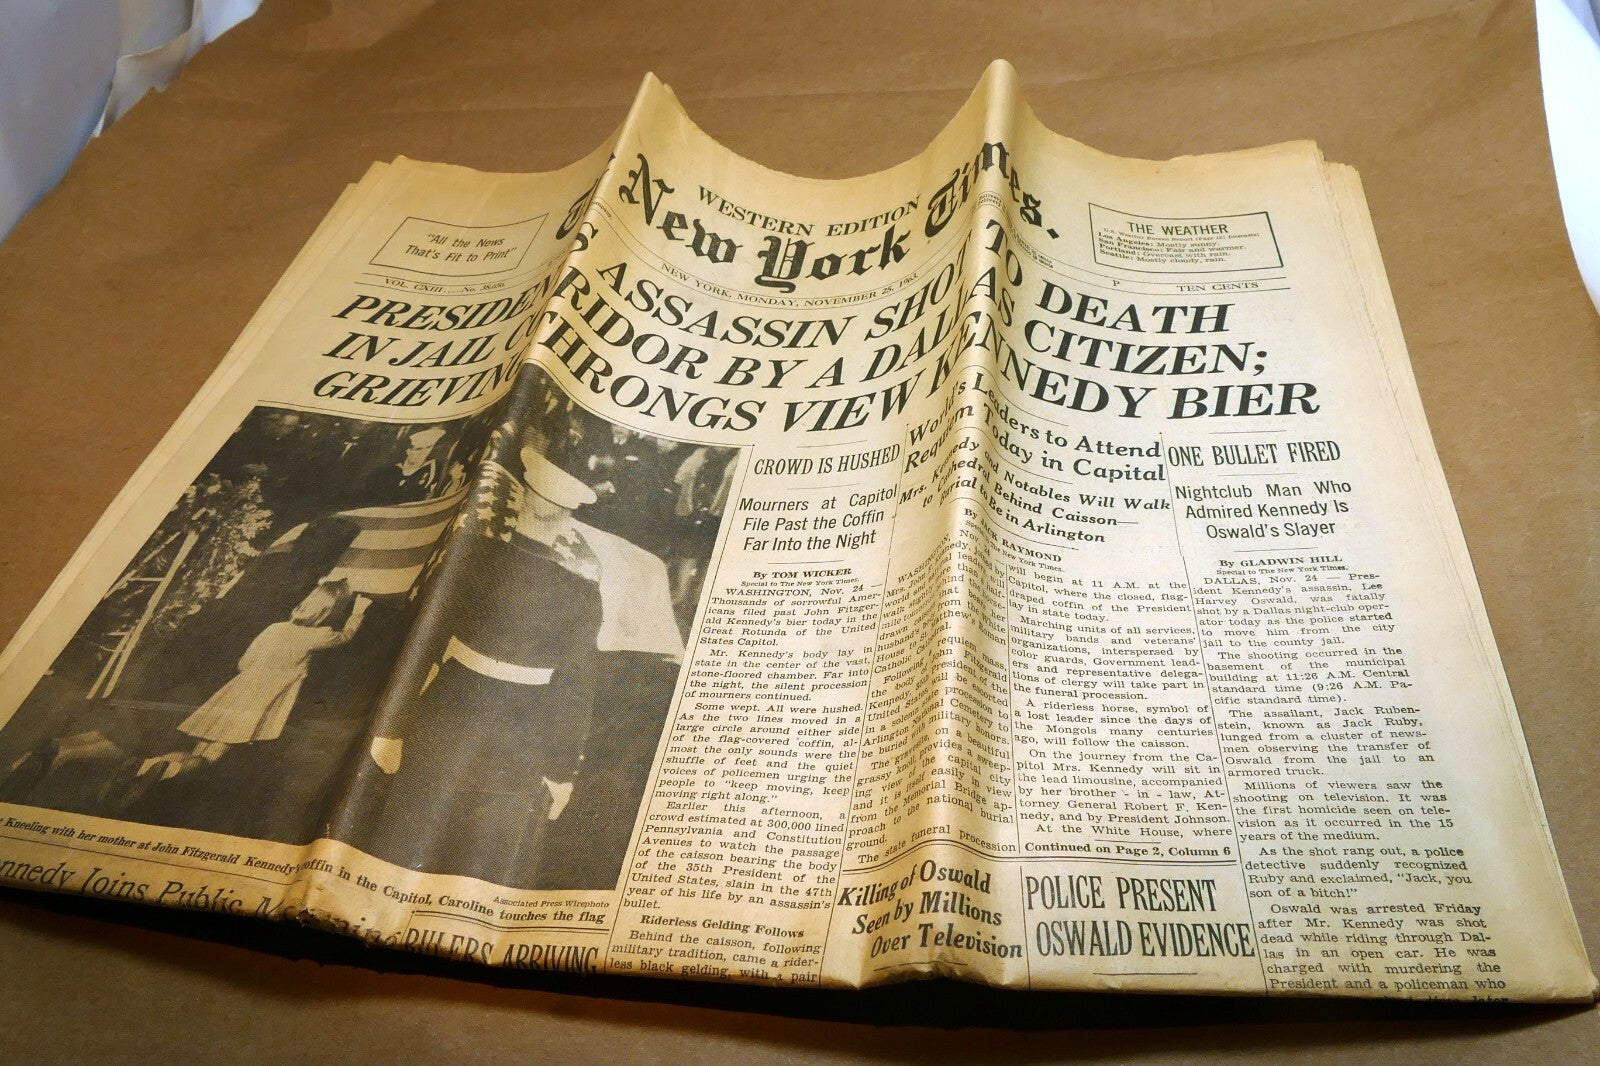 "All the News
That's Fit to Print"
WESTERN EDITION
New York Times.
THE WEATHER
Los Angeles: Mostly sunny.
San Francisco: Fair and warmer.
Portland: Overcast with rain.
Seattle: Mostly cloudy, rain.
VOL. CXIII....No.
NEW YORK, MONDAY, NOVEMBER 25, 1963.
P
TEN CENTS
PRESIDEN S ASSASSIN SHOT TO DEATH
IN JAIL CO RIDOR BY A DALLAS CITIZEN;
GRIEVING THRONGS VIEW KENNEDY BIER
Kneeling with her mother at John Fitzgerald Kennedy's coffin in the Capitol, Caroline touches the flag
Associated Press Wirephoto
nnedy Joins Public
RULERS ARRIVING
CROWD IS HUSHED
Mourners at Capitol
File Past the Coffin
Far Into the Night
By TOM WICKER
Special to The New York Times.
WASHINGTON, Nov. 24 —
Thousands of sorrowful Amer-
icans filed past John Fitzger-
ald Kennedy's bier today in the
Great Rotunda of the United
States Capitol.
Mr. Kennedy's body lay in
state in the center of the vast,
stone-floored chamber. Far into
the night, the silent procession
of mourners continued.
Some wept. All were hushed.
As the two lines moved in a
large circle around either side
of the flag-covered coffin, al-
most the only sounds were the
shuffle of feet and the quiet
voices of policemen urging the
people to "keep moving, keep
moving right along."
Earlier this afternoon, a
crowd estimated at 300,000 lined
Pennsylvania and Constitution
Avenues to watch the passage
of the caisson bearing the body
of the 35th President of the
United States, slain in the 47th
year of his life by an assassin's
bullet.
Riderless Gelding Follows
Behind the caisson, following
military tradition, came a rider-
less black gelding, with a pair
World's Leaders to Attend
Requiem Today in Capital
Mrs. Kennedy and Notables Will Walk
to Cathedral Behind Caisson—
Burial to Be in Arlington
By JACK RAYMOND
Special to The New York Times.
WASHINGTON, Nov. 24
Following
grassy knoll,
The state funeral procession
will begin at 11 A.M. at the
Capitol, where the closed, flag-
draped coffin of the President
lay in state today.
Marching units of all services,
military bands and veterans'
organizations, interspersed by
color guards, Government lead-
ers and representative delega-
tions of clergy will take part in
the funeral procession.
A riderless horse, symbol of
a lost leader since the days of
the Mongols many centuries
ago, will follow the caisson.
On the journey from the Ca-
pitol Mrs. Kennedy will sit in
the lead limousine, accompanied
by her brother-in-law, At-
torney General Robert F. Ken-
nedy, and by President Johnson.
At the White House, where
Continued on Page 2, Column 6
Killing of Oswald
Seen by Millions
Over Television
POLICE PRESENT
OSWALD EVIDENCE
ONE BULLET FIRED
Nightclub Man Who
Admired Kennedy Is
Oswald's Slayer
By GLADWIN HILL
Special to The New York Times.
DALLAS, Nov. 24 — Pres-
ident Kennedy's assassin, Lee
Harvey Oswald, was fatally
shot by a Dallas night-club oper-
ator today as the police started
to move him from the city
jail to the county jail.
The shooting occurred in the
basement of the municipal
building at 11:26 A.M. Central
standard time (9:26 A.M. Pa-
cific standard time).
The assailant, Jack Ruben-
stein, known as Jack Ruby,
lunged from a cluster of news-
men observing the transfer of
Oswald from the jail to an
armored truck.
Millions of viewers saw the
shooting on television. It was
the first homicide seen on tele-
vision as it occurred in the 15
years of the medium.
As the shot rang out, a police
detective suddenly recognized
Ruby and exclaimed, "Jack, you
son of a bitch!"
Oswald was arrested Friday
after Mr. Kennedy was shot
dead while riding through Dal-
las in an open car. He was
charged with murdering the
President and a policeman who